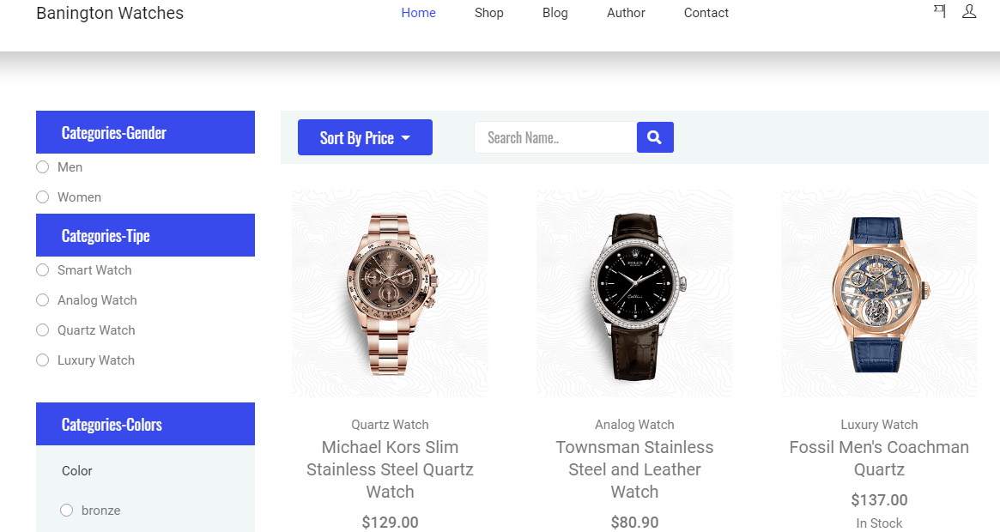 Banington Watches
Home
Shop
Blog
Author
Contact
Categories-Gender
Men
Women
Categories-Tipe
Smart Watch
Analog Watch
Quartz Watch
Luxury Watch
Categories-Colors
Color
bronze
Sort By Price
Search Name..
Quartz Watch
Michael Kors Slim
Stainless Steel Quartz
Watch
$129.00
ROLEX
Cellini
Analog Watch
Townsman Stainless
Steel and Leather
Watch
$80.90
Luxury Watch
Fossil Men's Coachman
Quartz
$137.00
In Stock